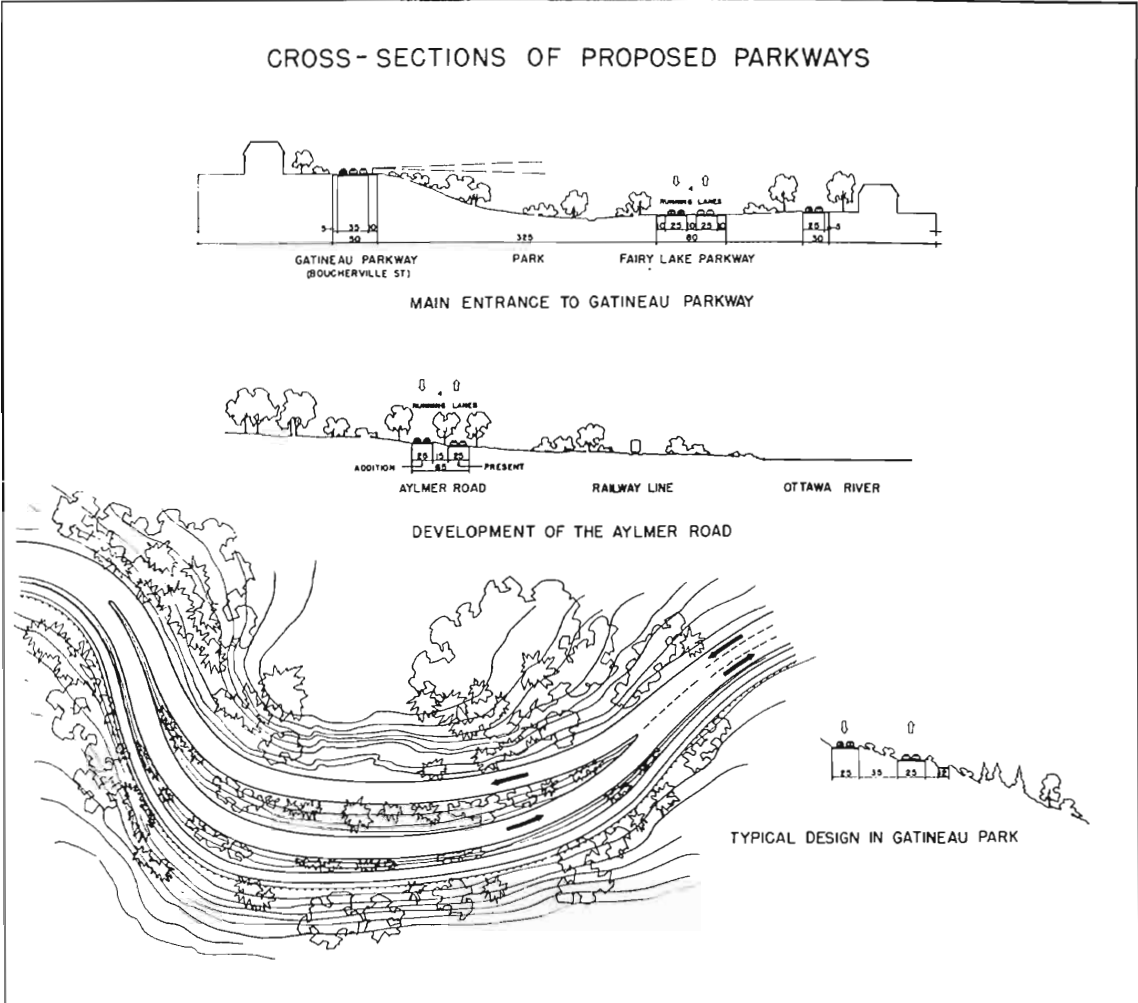 CROSS-SECTIONS OF PROPOSED PARKWAYS
4
RUNNING LANES
5 35 10
50
325
10 25 10 25 10
80
25 5
30
GATINEAU PARKWAY
(BOUCHERVILLE ST)
PARK
FAIRY LAKE PARKWAY
MAIN ENTRANCE TO GATINEAU PARKWAY
4
RUNNING LANES
25 15 25
ADDITION 65 PRESENT
AYLMER ROAD
RAILWAY LINE
OTTAWA RIVER
DEVELOPMENT OF THE AYLMER ROAD
25 35 25 12
TYPICAL DESIGN IN GATINEAU PARK